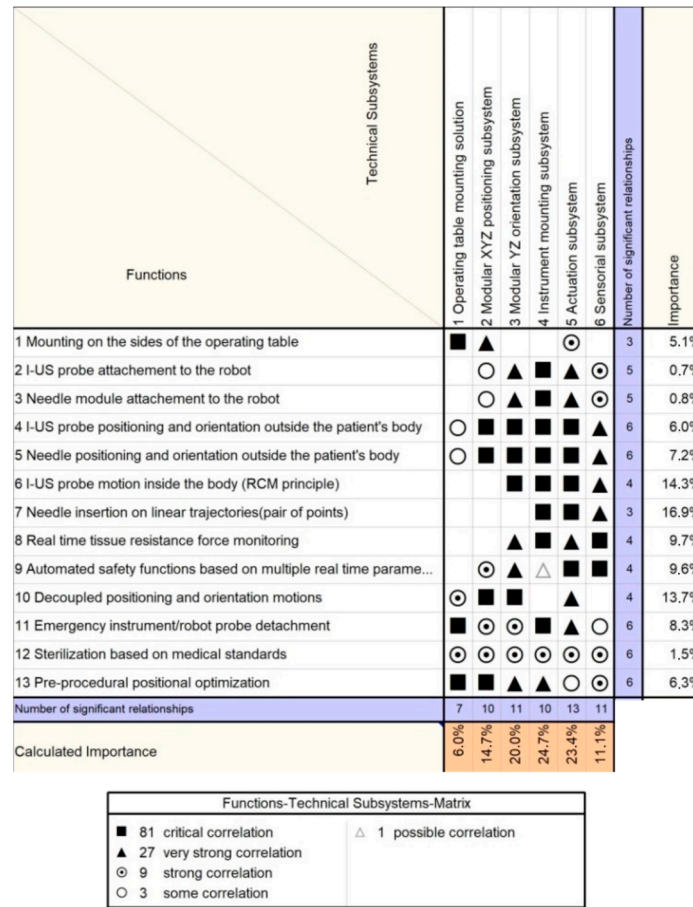 Technical Subsystems
Functions
1 Operating table mounting solution
2 Modular XYZ positioning subsystem
3 Modular YZ orientation subsystem
4 Instrument mounting subsystem
5 Actuation subsystem
6 Sensorial subsystem
Number of significant relationships
Importance
1 Mounting on the sides of the operating table 3 5.1%
2 I-US probe attachement to the robot 5 0.7%
3 Needle module attachement to the robot 5 0.8%
4 I-US probe positioning and orientation outside the patient's body 6 6.0%
5 Needle positioning and orientation outside the patient's body 6 7.2%
6 I-US probe motion inside the body (RCM principle) 4 14.3%
7 Needle insertion on linear trajectories(pair of points) 3 16.9%
8 Real time tissue resistance force monitoring 4 9.7%
9 Automated safety functions based on multiple real time parame... 4 9.6%
10 Decoupled positioning and orientation motions 4 13.7%
11 Emergency instrument/robot probe detachment 6 8.3%
12 Sterilization based on medical standards 6 1.5%
13 Pre-procedural positional optimization 6 6.3%
Number of significant relationships 7 10 11 10 13 11
Calculated Importance 6.0% 14.7% 20.0% 24.7% 23.4% 11.1%
Functions-Technical Subsystems-Matrix
81 critical correlation 1 possible correlation
27 very strong correlation
9 strong correlation
3 some correlation